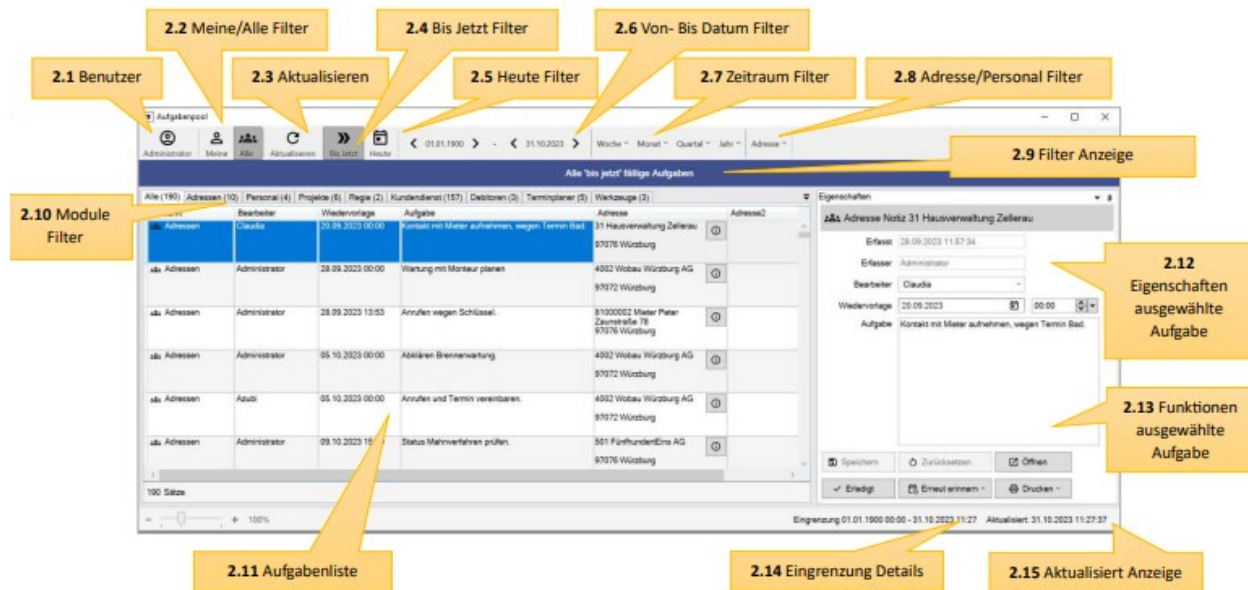 2.2 Meine/Alle Filter
2.4 Bis Jetzt Filter
2.6 Von- Bis Datum Filter
2.1 Benutzer
2.3 Aktualisieren
2.5 Heute Filter
2.7 Zeitraum Filter
2.8 Adresse/Personal Filter
Aufgabenpool
Administrator Meine Alle Aktualisieren Bis Jetzt Heute 01.01.1900 - 31.10.2023 Woche Monat Quartal Jahr Adresse
2.9 Filter Anzeige
Alle 'bis jetzt' fällige Aufgaben
2.10 Module
Filter
Alle (190) Adressen (10) Personal (4) Projekte (6) Regie (2) Kundendienst (157) Debitoren (3) Terminplaner (5) Werkzeuge (3)
Bearbeiter Wiedervorlage Aufgabe Adresse Adresse2
Adressen Claudia 20.09.2023 00:00 Kontakt mit Mieter aufnehmen, wegen Termin Bad. 31 Hausverwaltung Zellerau
97076 Würzburg
Adressen Administrator 28.09.2023 00:00 Wartung mit Monteur planen 4002 Wobau Würzburg AG
97072 Würzburg
Adressen Administrator 28.09.2023 13:53 Anrufen wegen Schlüssel. 81000002 Mieter Peter
Zaunstraße 78
97076 Würzburg
Adressen Administrator 05.10.2023 00:00 Abklären Brennerwartung. 4002 Wobau Würzburg AG
97072 Würzburg
Adressen Azubi 05.10.2023 00:00 Anrufen und Termin vereinbaren. 4002 Wobau Würzburg AG
97072 Würzburg
Adressen Administrator 09.10.2023 Status Mahnverfahren prüfen. 501 FünfhundertEins AG
97076 Würzburg
190 Sätze
100%
Eigenschaften
Adresse Notiz 31 Hausverwaltung Zellerau
Erfasst 28.09.2023 11:57:34
Erfasser Administrator
Bearbeiter Claudia
Wiedervorlage 20.09.2023 00:00
Aufgabe Kontakt mit Mieter aufnehmen, wegen Termin Bad.
Speichern Zurücksetzen Öffnen
Erledigt Erneut erinnern Drucken
Eingrenzung 01.01.1900 00:00 - 31.10.2023 11:27 Aktualisiert: 31.10.2023 11:27:37
2.12
Eigenschaften
ausgewählte
Aufgabe
2.13 Funktionen
ausgewählte
Aufgabe
2.11 Aufgabenliste
2.14 Eingrenzung Details
2.15 Aktualisiert Anzeige